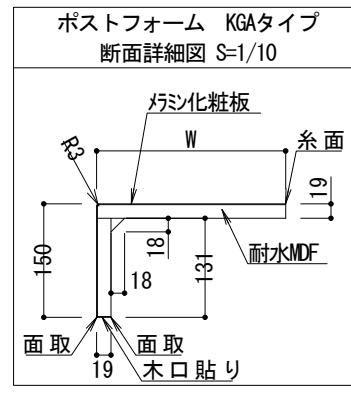 ポストフォーム KGAタイプ
断面詳細図 S=1/10
メラミン化粧板
R3
W
糸面
19
150
18
131
耐水MDF
18
面取
面取
19
木口貼り